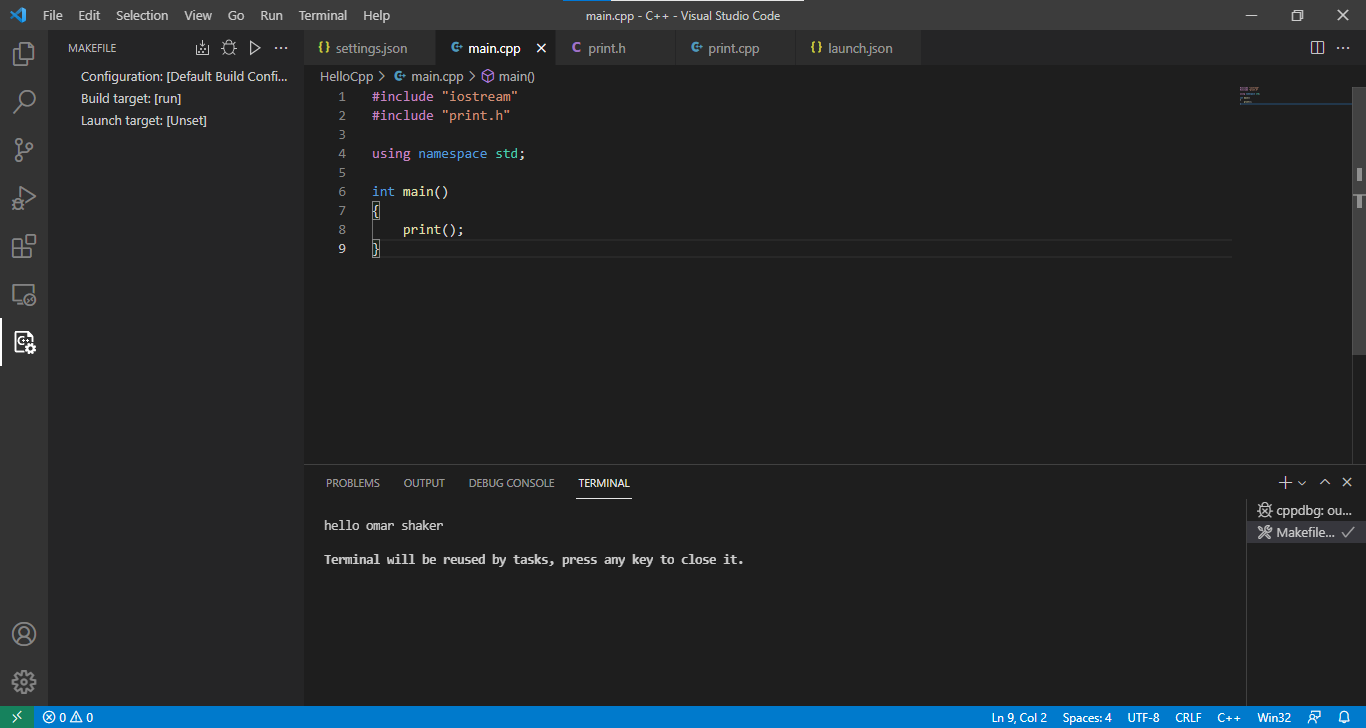 File Edit Selection View Go Run Terminal Help main.cpp - C++ - Visual Studio Code
MAKEFILE
Configuration: [Default Build Confi...
Build target: [run]
Launch target: [Unset]
settings.json main.cpp print.h print.cpp launch.json
HelloCpp > main.cpp > main()
1 #include "iostream"
2 #include "print.h"
3
4 using namespace std;
5
6 int main()
7 {
8     print();
9 }
PROBLEMS OUTPUT DEBUG CONSOLE TERMINAL
hello omar shaker
Terminal will be reused by tasks, press any key to close it.
cppdbg: ou...
Makefile...
0 0 Ln 9, Col 2 Spaces: 4 UTF-8 CRLF C++ Win32